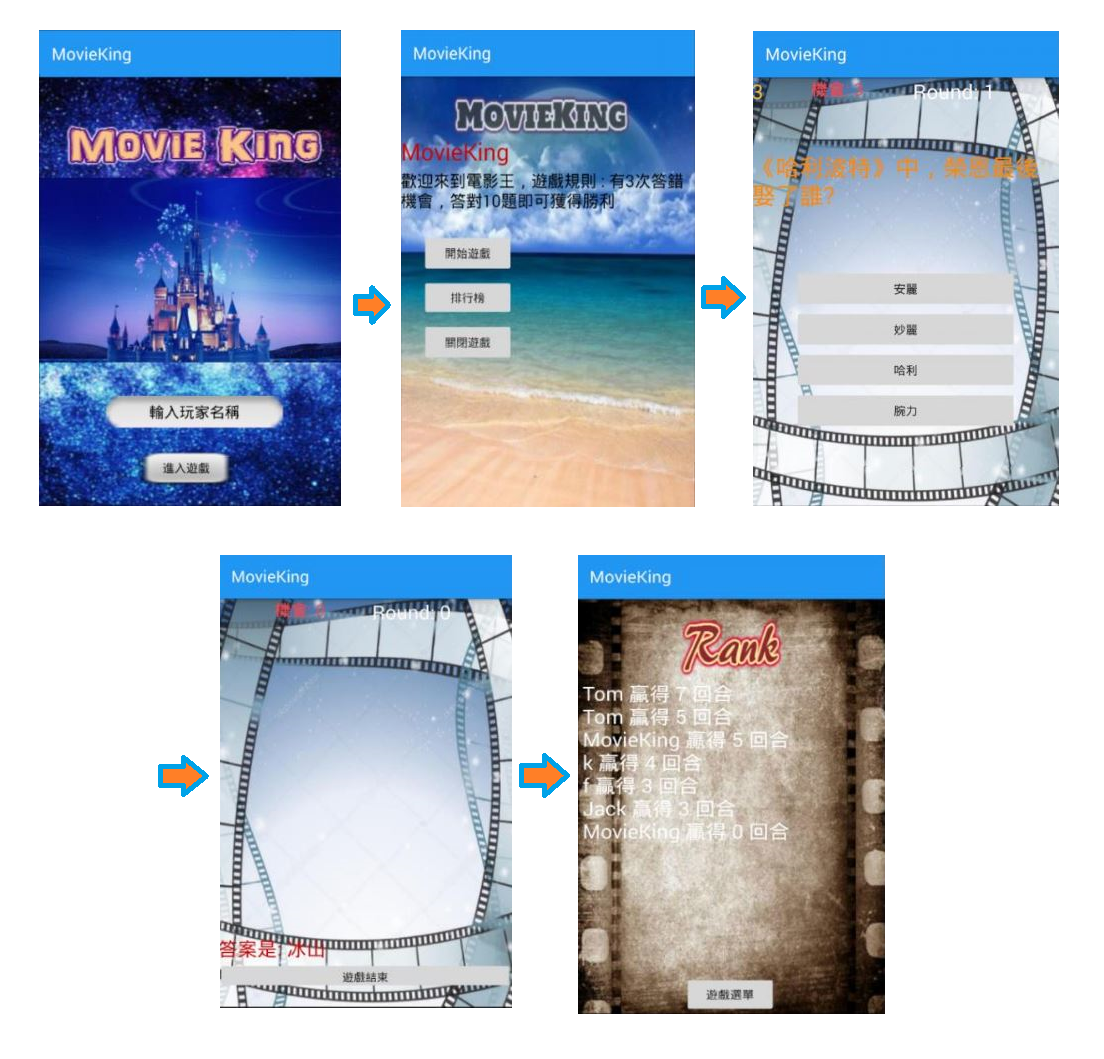 MovieKing
MOVIE KING
輸入玩家名稱
進入遊戲
MovieKing
MOVIEKING
MovieKing
歡迎來到電影王，遊戲規則 : 有3次答錯
機會，答對10題即可獲得勝利
開始遊戲
排行榜
關閉遊戲
MovieKing
3 機會: 3 Round: 1
《哈利波特》中，榮恩最後
娶了誰?
安麗
妙麗
哈利
腕力
MovieKing
機會: Round: 0
答案是: 冰山
遊戲結束
MovieKing
Rank
Tom 贏得 7 回合
Tom 贏得 5 回合
MovieKing 贏得 5 回合
k 贏得 4 回合
f 贏得 3 回合
Jack 贏得 3 回合
MovieKing 贏得 0 回合
遊戲選單